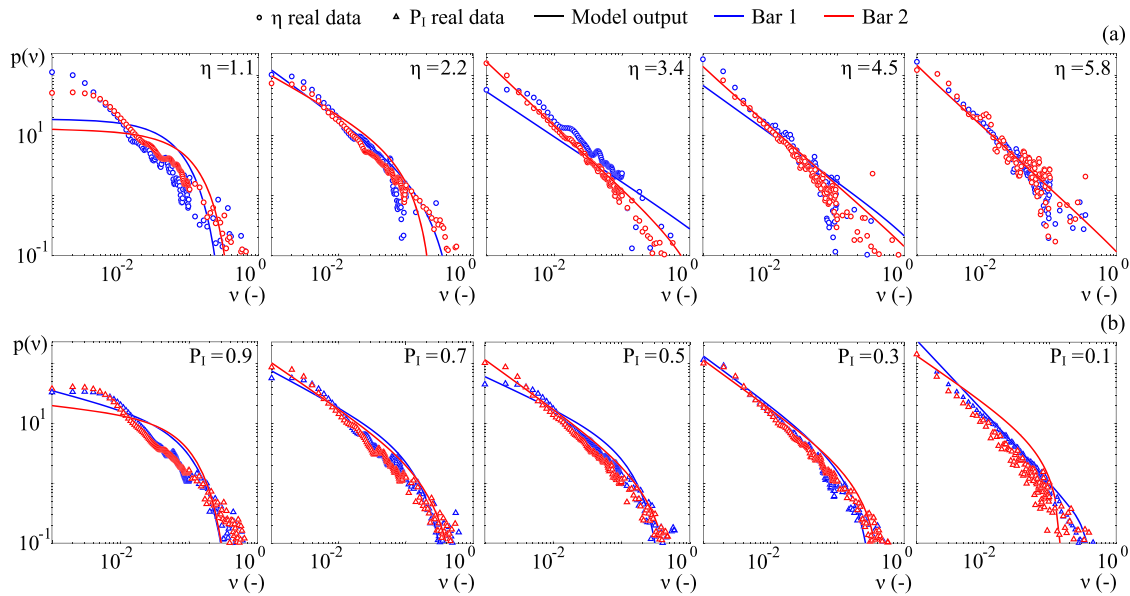 η real data P_I real data Model output Bar 1 Bar 2
(a)
p(ν) η =1.1 η =2.2 η =3.4 η =4.5 η =5.8
10^1
10^-1
10^-2 10^0 10^-2 10^0 10^-2 10^0 10^-2 10^0 10^-2 10^0
ν (-) ν (-) ν (-) ν (-) ν (-)
(b)
p(ν) P_I =0.9 P_I =0.7 P_I =0.5 P_I =0.3 P_I =0.1
10^1
10^-1
10^-2 10^0 10^-2 10^0 10^-2 10^0 10^-2 10^0 10^-2 10^0
ν (-) ν (-) ν (-) ν (-) ν (-)